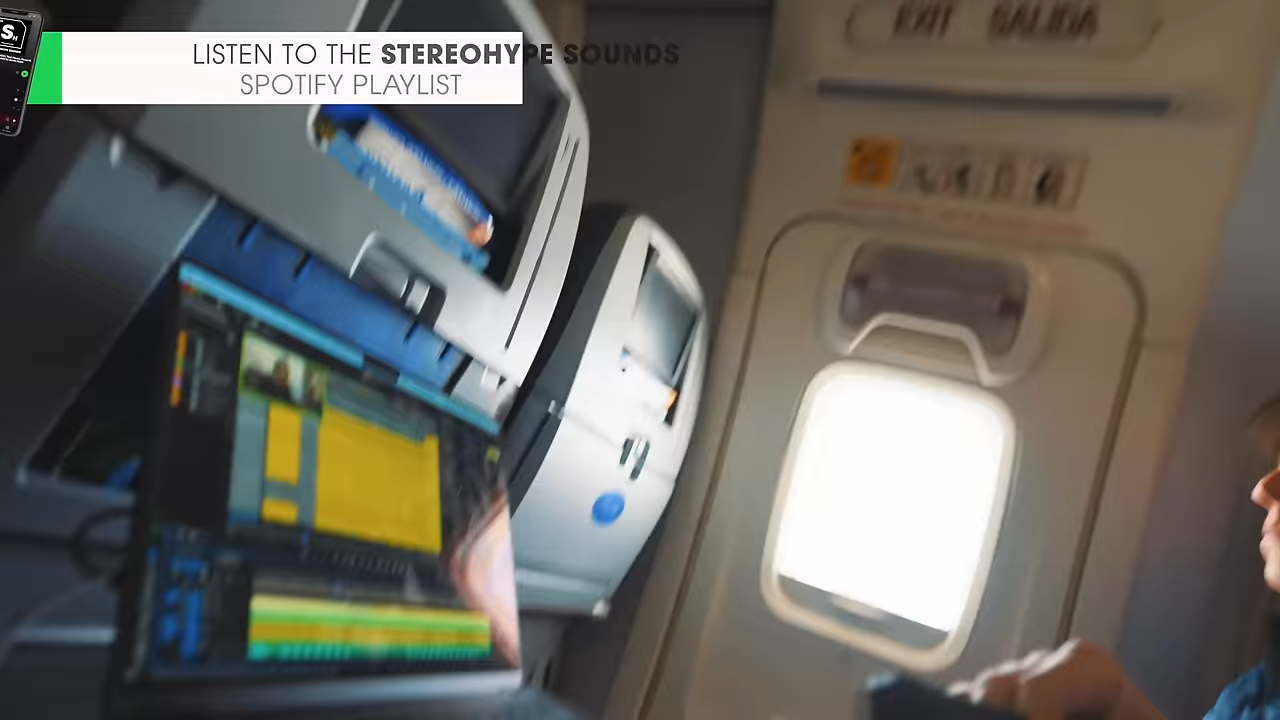 LISTEN TO THE STEREOHYPE SOUNDS
SPOTIFY PLAYLIST
EXIT SALIDA